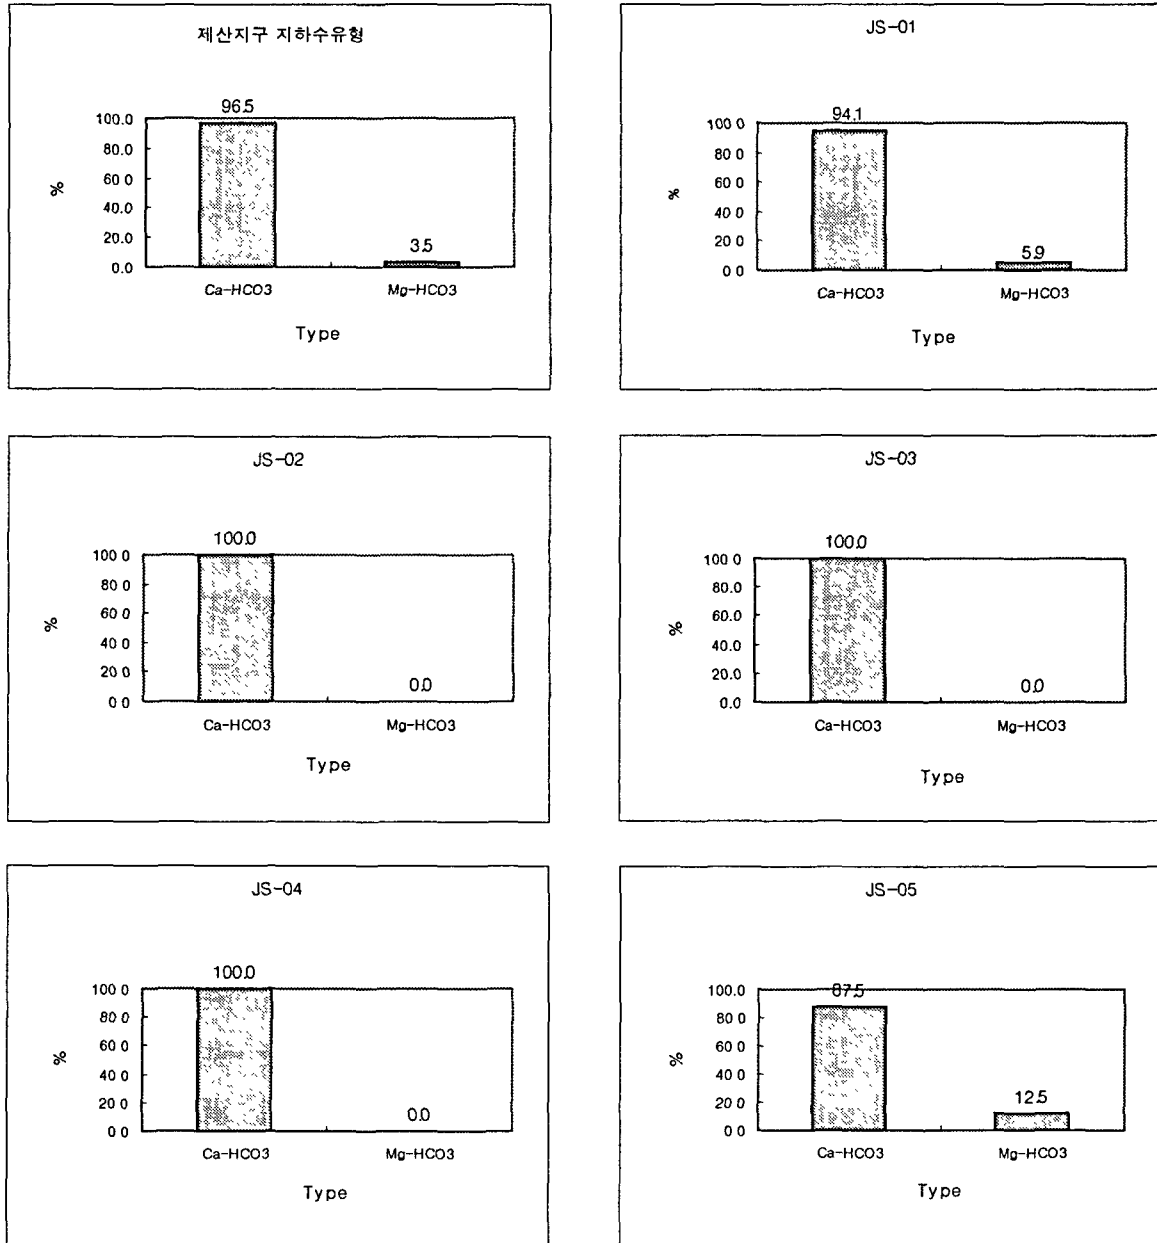 제산지구 지하수유형
96.5
100.0
80.0
60 0
40.0
20.0
0.0
%
3.5
Ca-HCO3
Mg-HCO3
Type
JS-01
94.1
100 0
80 0
60 0
40 0
20 0
0 0
%
5.9
Ca-HCO3
Mg-HCO3
Type
JS-02
100.0
100 0
80.0
60 0
40 0
20 0
0 0
%
0.0
Ca-HCO3
Mg-HCO3
Type
JS-03
100.0
100 0
80.0
60.0
40.0
20 0
0.0
%
0.0
Ca-HCO3
Mg-HCO3
Type
JS-04
100.0
100 0
80 0
60 0
40 0
20 0
0 0
%
0.0
Ca-HCO3
Mg-HCO3
Type
JS-05
87.5
100.0
80 0
60 0
40 0
20 0
0 0
%
12.5
Ca-HCO3
Mg-HCO3
Type